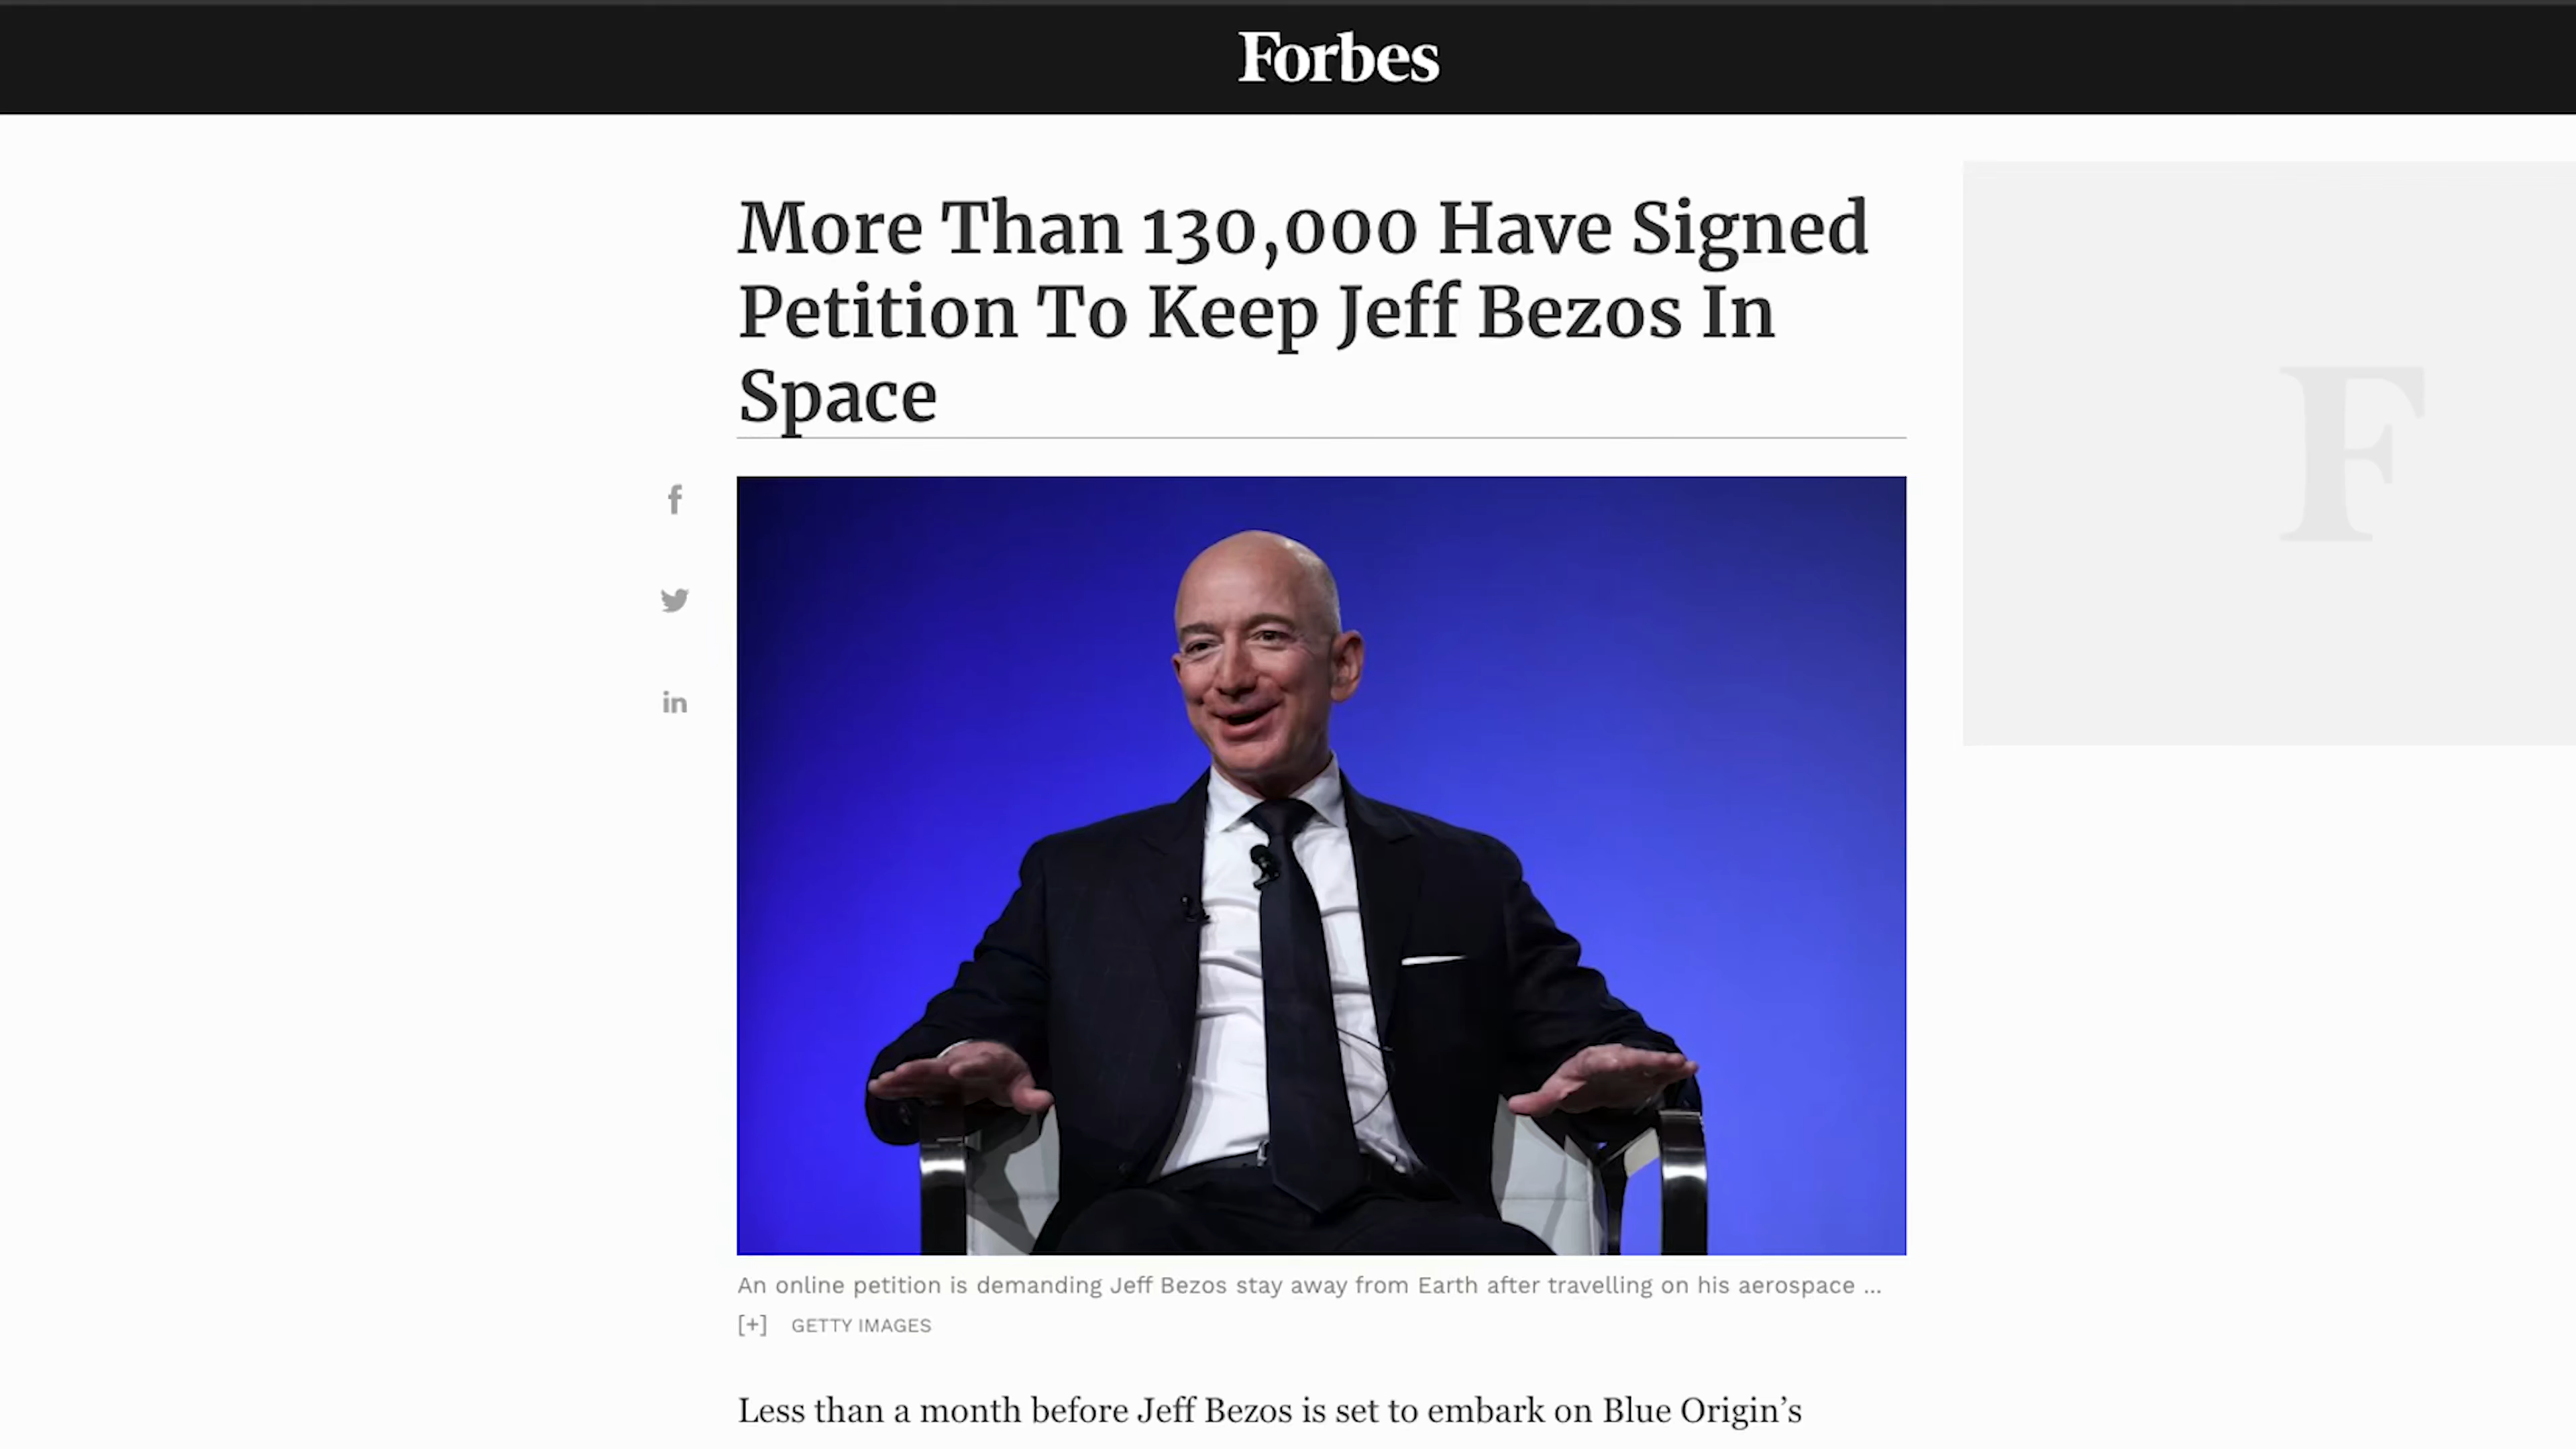 Forbes
More Than 130,000 Have Signed
Petition To Keep Jeff Bezos In
Space
F
f
in
An online petition is demanding Jeff Bezos stay away from Earth after travelling on his aerospace ...
[+] GETTY IMAGES
Less than a month before Jeff Bezos is set to embark on Blue Origin’s